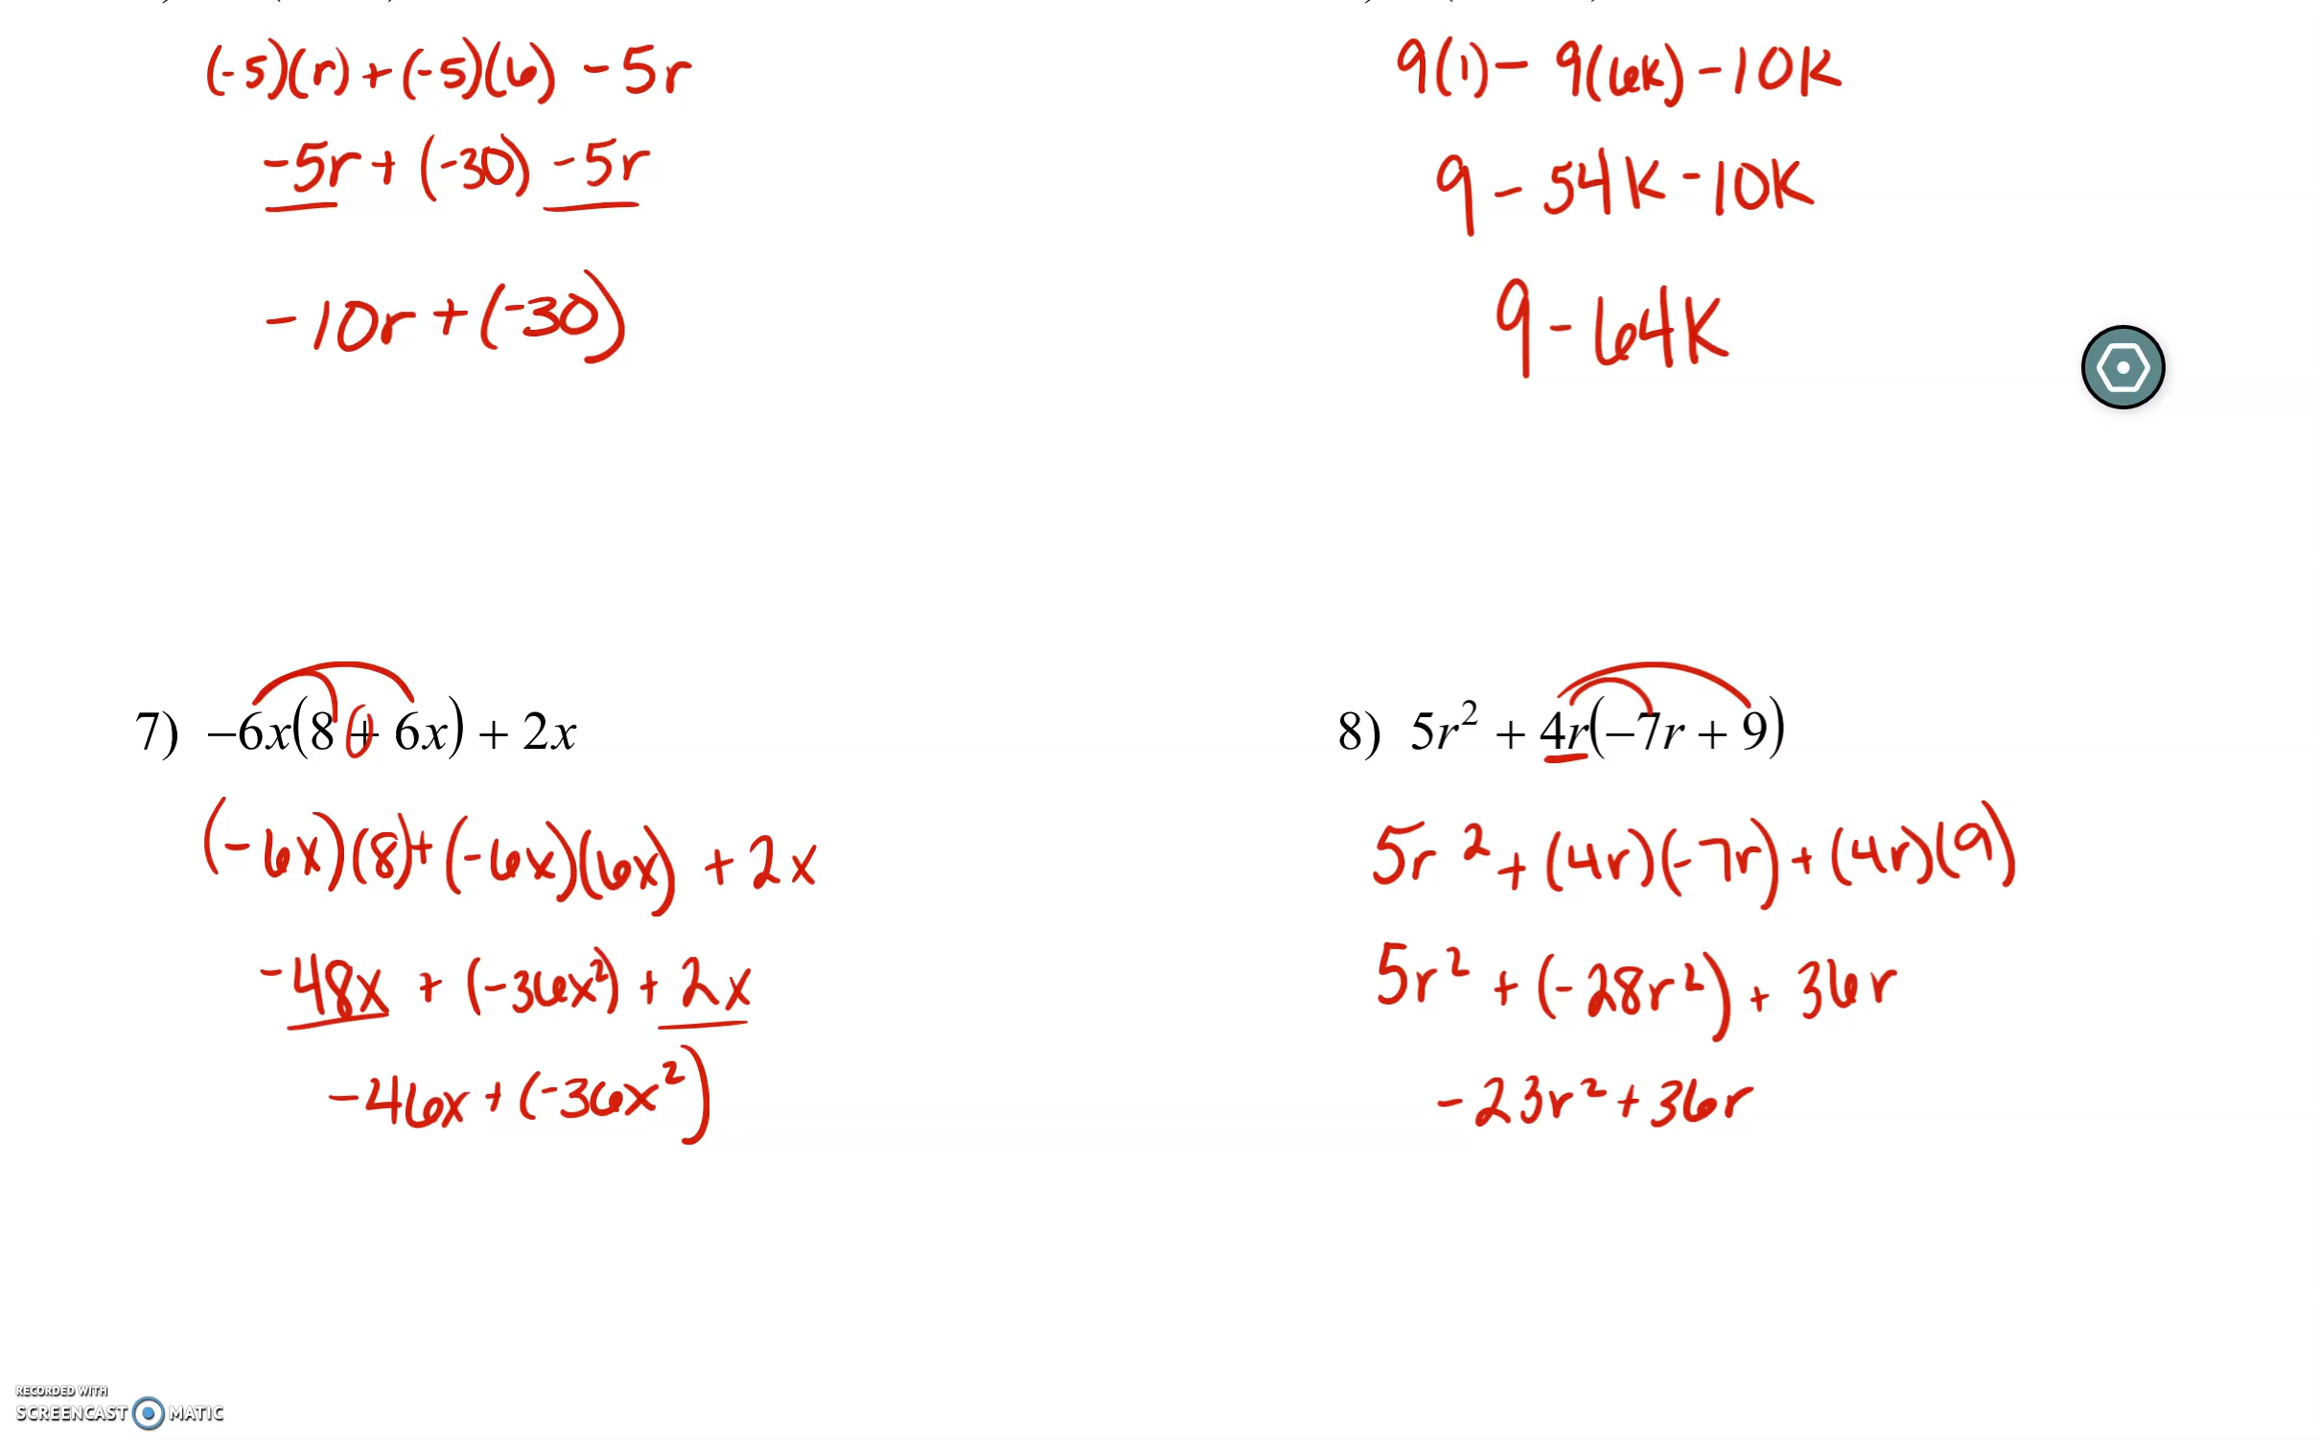 (-5)(r) + (-5)(6) - 5r
-5r + (-30) - 5r
-10r + (-30)
9(1) - 9(6k) - 10k
9 - 54k - 10k
9 - 64k
7) −6x(8 + 6x) + 2x
(-6x)(8) + (-6x)(6x) + 2x
-48x + (-36x²) + 2x
-46x + (-36x²)
8) 5r² + 4r(−7r + 9)
5r² + (4r)(-7r) + (4r)(9)
5r² + (-28r²) + 36r
-23r² + 36r
RECORDED WITH
SCREENCAST MATIC